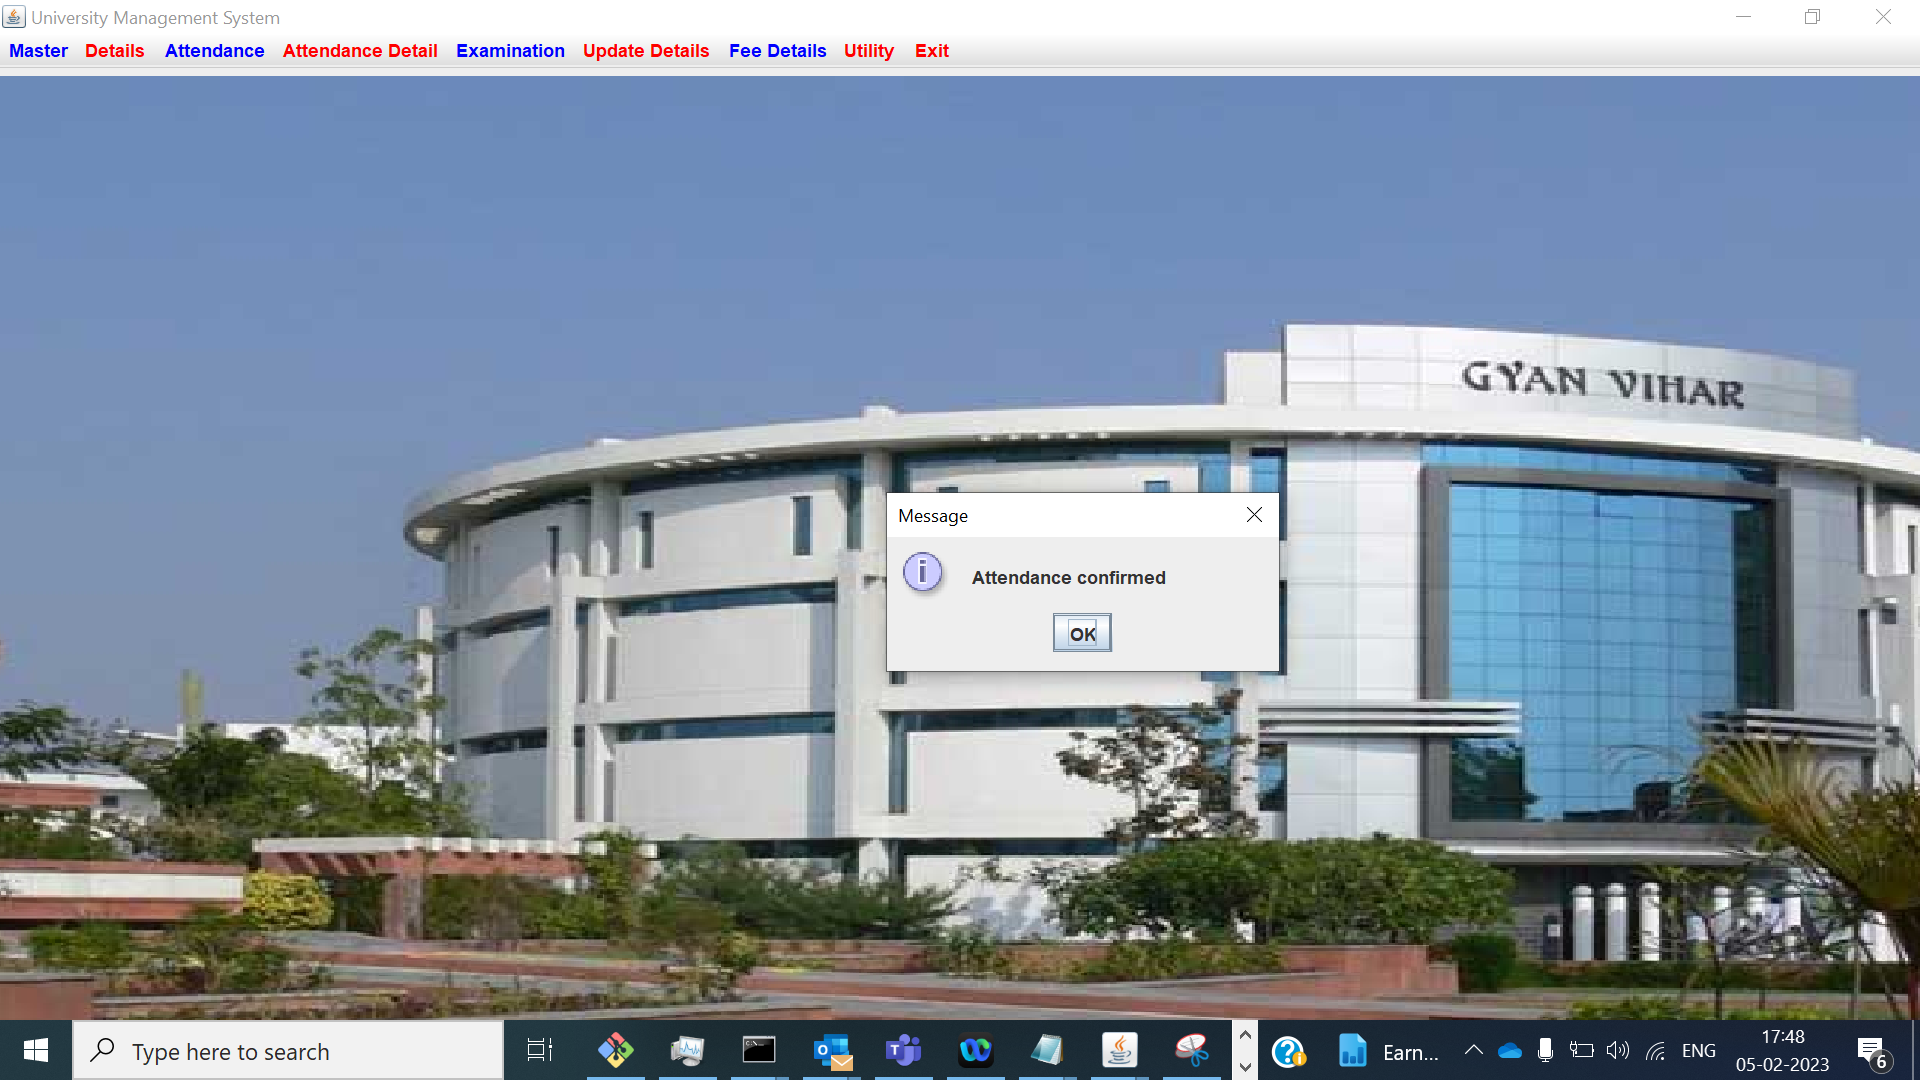 University Management System
Master Details Attendance Attendance Detail Examination Update Details Fee Details Utility Exit
GYAN VIHAR
Message
i Attendance confirmed
OK
Type here to search
Earn...
ENG
17:48
05-02-2023
6